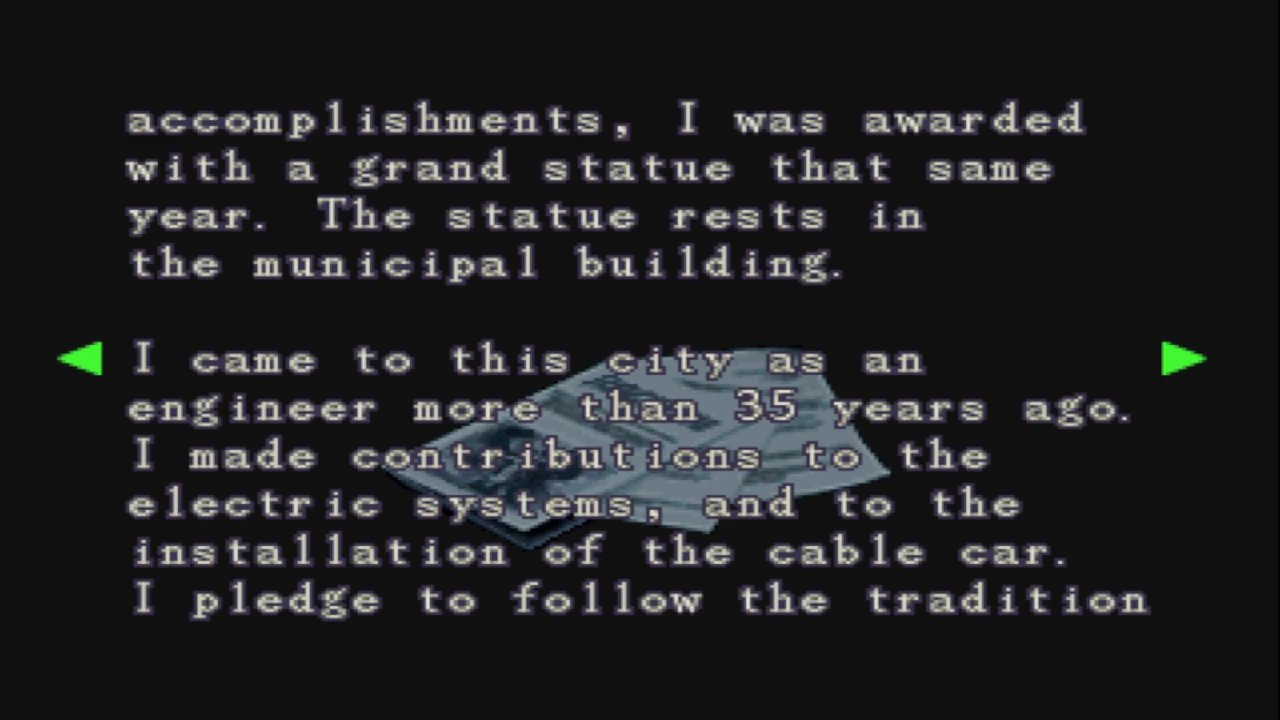 accomplishments, I was awarded
with a grand statue that same
year. The statue rests in
the municipal building.
I came to this city as an
engineer more than 35 years ago.
I made contributions to the
electric systems, and to the
installation of the cable car.
I pledge to follow the tradition